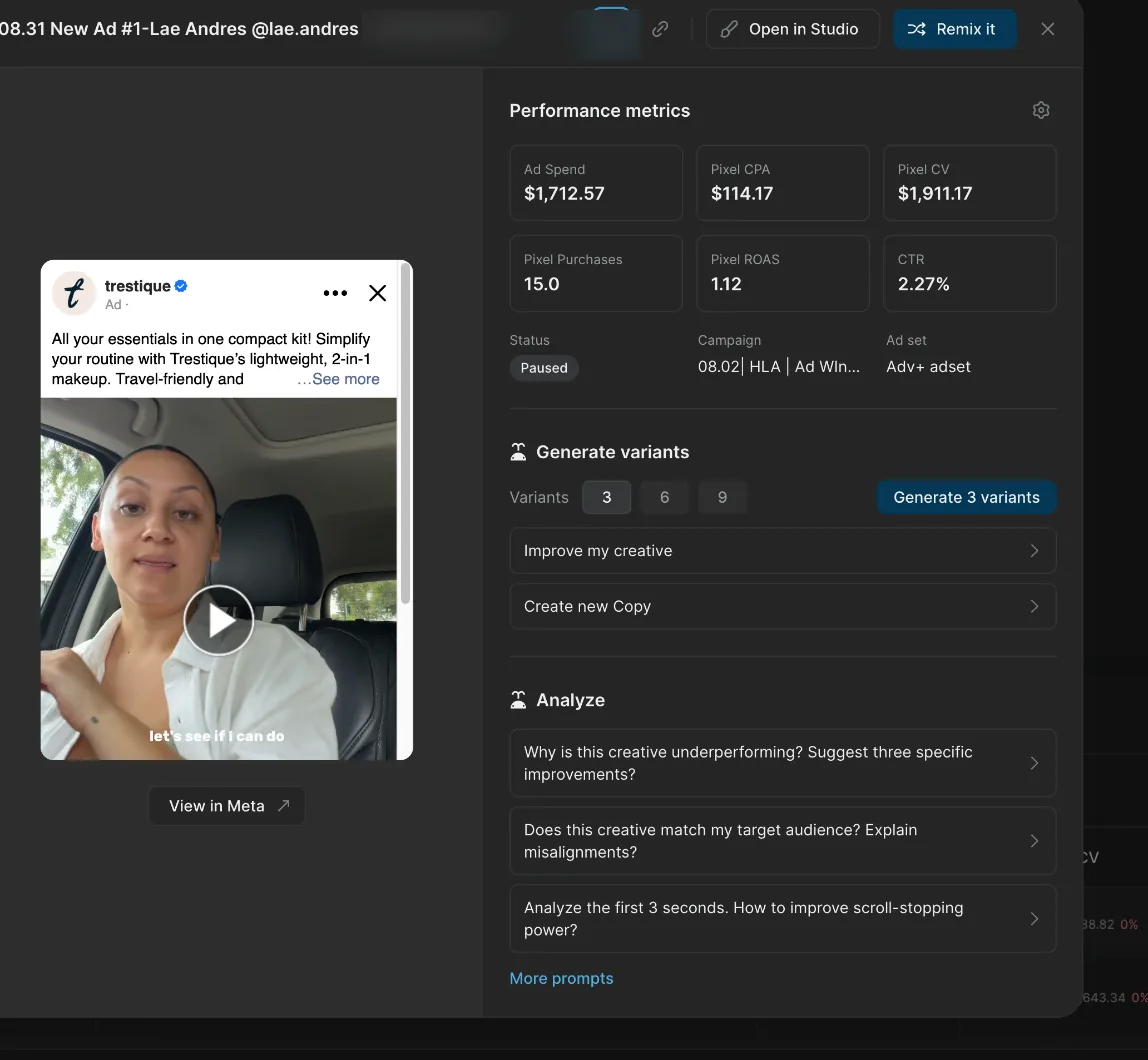 08.31 New Ad #1-Lae Andres @lae.andres
Open in Studio
Remix it
trestique
Ad ·
All your essentials in one compact kit! Simplify
your routine with Trestique’s lightweight, 2-in-1
makeup. Travel-friendly and …See more
let's see if I can do
View in Meta
Performance metrics
Ad Spend
$1,712.57
Pixel CPA
$114.17
Pixel CV
$1,911.17
Pixel Purchases
15.0
Pixel ROAS
1.12
CTR
2.27%
Status
Paused
Campaign
08.02| HLA | Ad WIn...
Ad set
Adv+ adset
Generate variants
Variants 3 6 9
Generate 3 variants
Improve my creative
Create new Copy
Analyze
Why is this creative underperforming? Suggest three specific
improvements?
Does this creative match my target audience? Explain
misalignments?
Analyze the first 3 seconds. How to improve scroll-stopping
power?
More prompts
CV
38.82 0%
643.34 0%